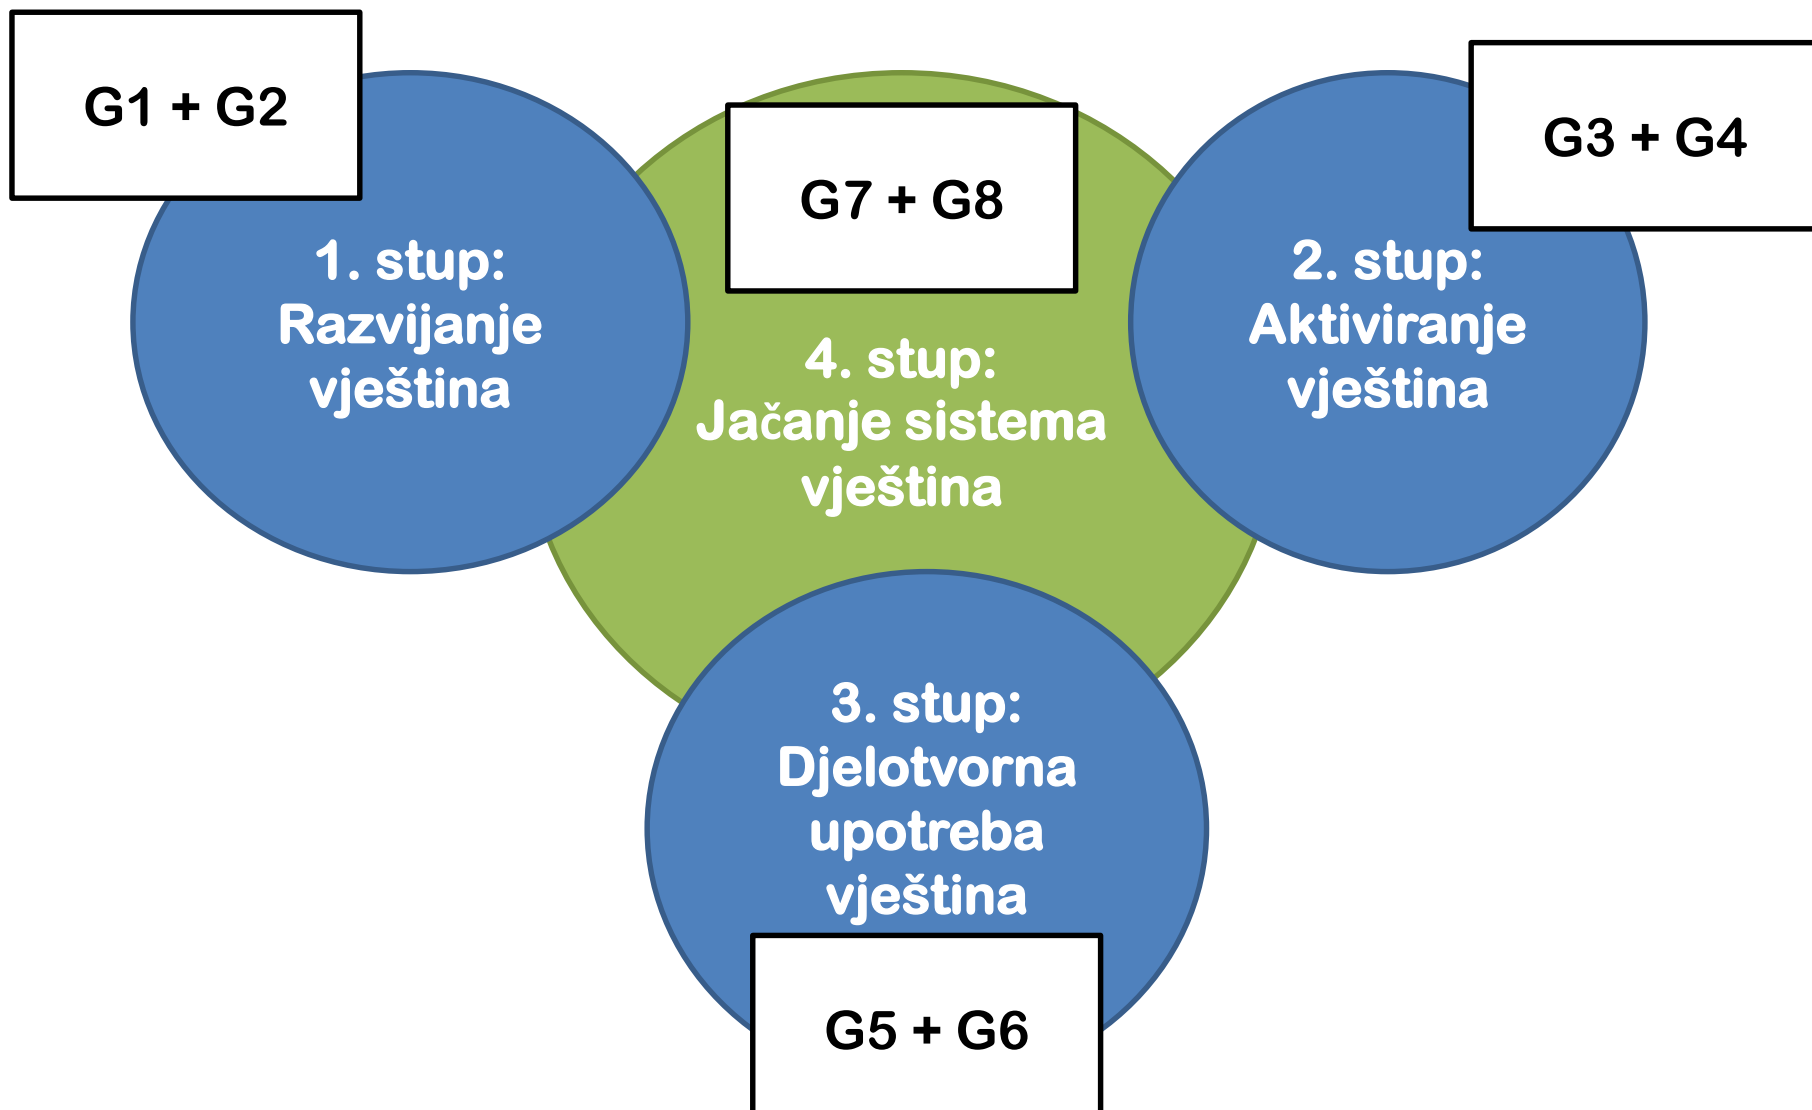 G1 + G2
1. stup:
Razvijanje
vještina
G7 + G8
4. stup:
Jačanje sistema
vještina
G3 + G4
2. stup:
Aktiviranje
vještina
3. stup:
Djelotvorna
upotreba
vještina
G5 + G6